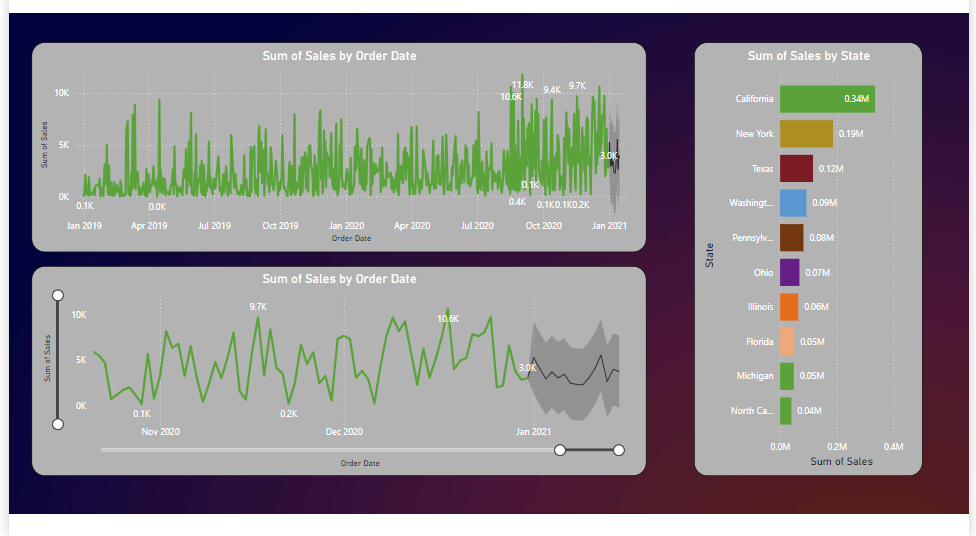 Sum of Sales by Order Date
Sum of Sales
10K
5K
0K
11.8K
10.6K
9.4K
9.7K
3.0K
0.1K
0.4K
0.1K0.1K0.2K
0.1K
0.0K
Jan 2019
Apr 2019
Jul 2019
Oct 2019
Jan 2020
Apr 2020
Jul 2020
Oct 2020
Jan 2021
Order Date
Sum of Sales by Order Date
Sum of Sales
10K
5K
0K
9.7K
10.6K
3.0K
0.1K
0.2K
Nov 2020
Dec 2020
Jan 2021
Order Date
Sum of Sales by State
State
California
0.34M
New York
0.19M
Texas
0.12M
Washingt...
0.09M
Pennsylv...
0.08M
Ohio
0.07M
Illinois
0.06M
Florida
0.05M
Michigan
0.05M
North Ca...
0.04M
0.0M
0.2M
0.4M
Sum of Sales